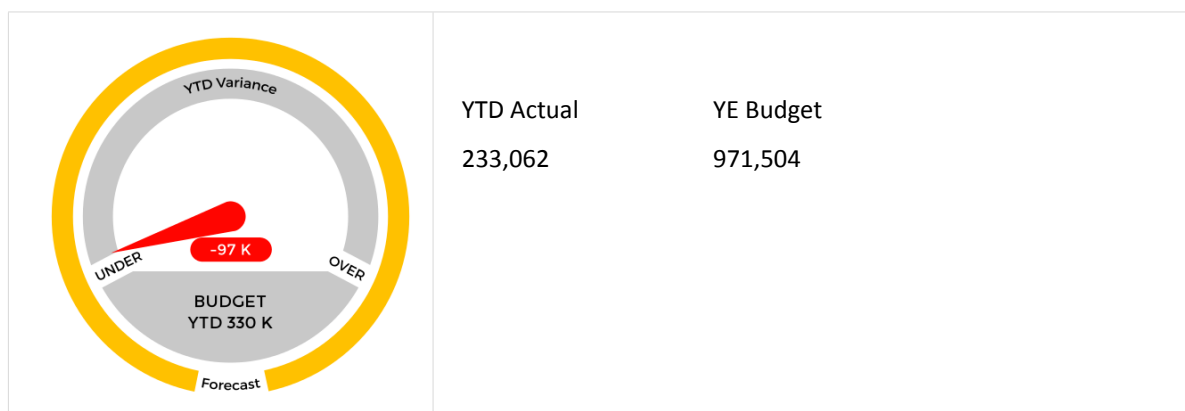 YTD Variance
-97 K
UNDER
OVER
BUDGET
YTD 330 K
Forecast
YTD Actual YE Budget
233,062 971,504